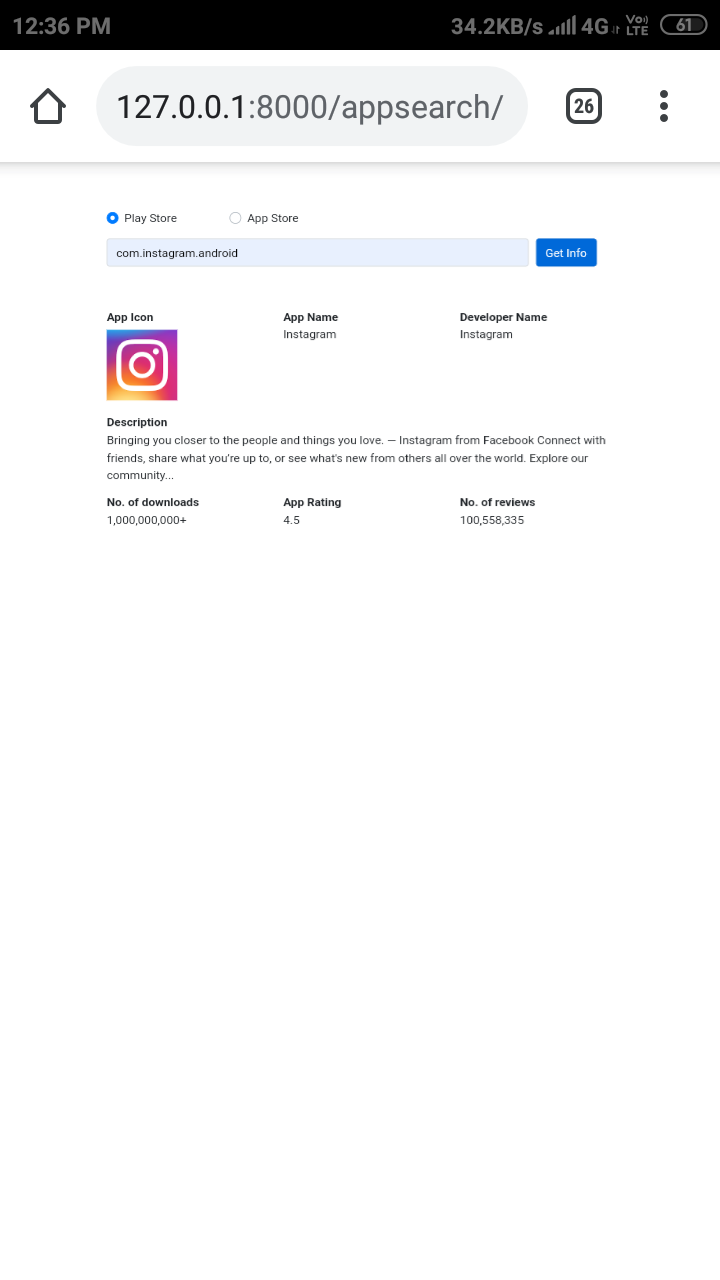 12:36 PM 34.2KB/s 4G Vo) LTE 61
127.0.0.1:8000/appsearch/ 26
Play Store App Store
com.instagram.android Get Info
App Icon App Name Developer Name
Instagram Instagram
Description
Bringing you closer to the people and things you love. — Instagram from Facebook Connect with
friends, share what you're up to, or see what's new from others all over the world. Explore our
community...
No. of downloads App Rating No. of reviews
1,000,000,000+ 4.5 100,558,335